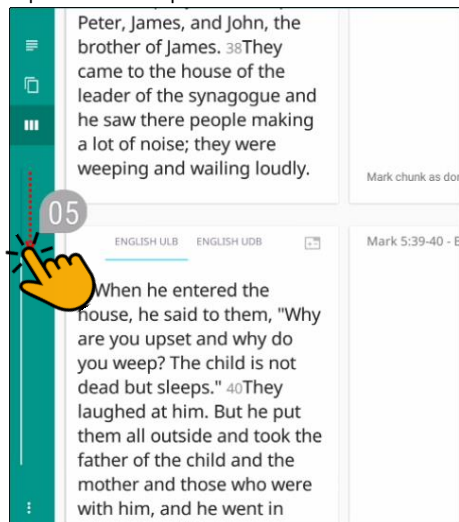 Peter, James, and John, the
brother of James. 38They
came to the house of the
leader of the synagogue and
he saw there people making
a lot of noise; they were
weeping and wailing loudly.
Mark chunk as don
05
ENGLISH ULB ENGLISH UDB
Mark 5:39-40 - E
When he entered the
house, he said to them, "Why
are you upset and why do
you weep? The child is not
dead but sleeps." 40They
laughed at him. But he put
them all outside and took the
father of the child and the
mother and those who were
with him, and he went in